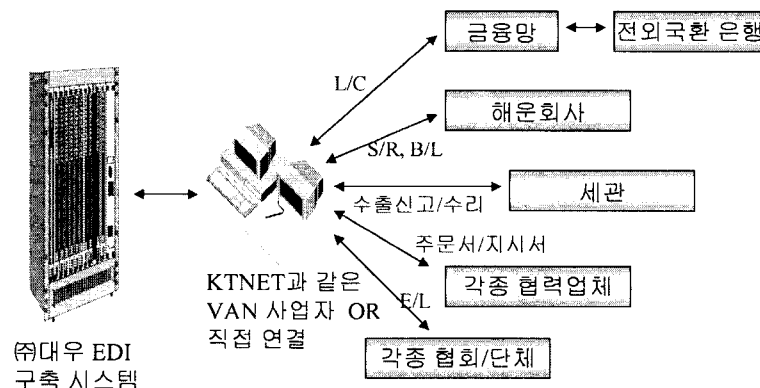 금융망
전외국환 은행
L/C
해운회사
S/R, B/L
세관
수출신고/수리
주문서/지시서
각종 협력업체
KTNET과 같은
VAN 사업자 OR
직접 연결
E/L
각종 협회/단체
㈜대우 EDI
구축 시스템